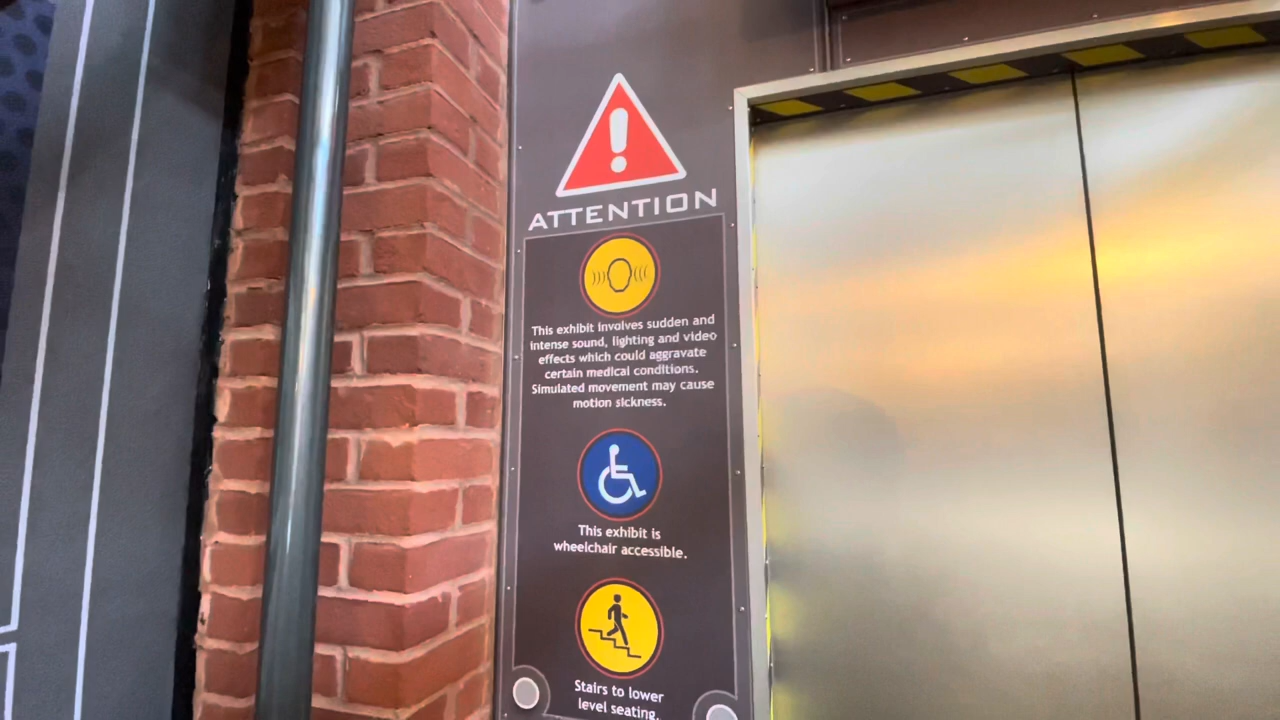 ATTENTION
This exhibit involves sudden and
intense sound, lighting and video
effects which could aggravate
certain medical conditions.
Simulated movement may cause
motion sickness.
This exhibit is
wheelchair accessible.
Stairs to lower
level seating.